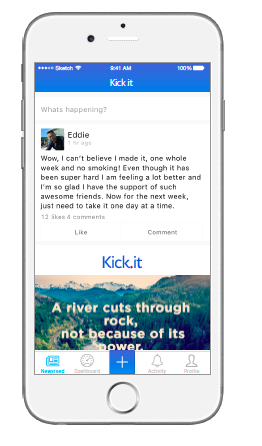 Sketch 9:41 AM 100%
Kick it
Whats happening?
Eddie
1 hr ago
Wow, I can't believe I made it, one whole
week and no smoking! Even though it has
been super hard I am feeling a lot better and
I'm so glad I have the support of such
awesome friends. Now for the next week,
just need to take it one day at a time.
12 likes 4 comments
Like Comment
Kick.it
A river cuts through
rock,
not because of its
power,
Newsfeed Dashboard + Activity Profile